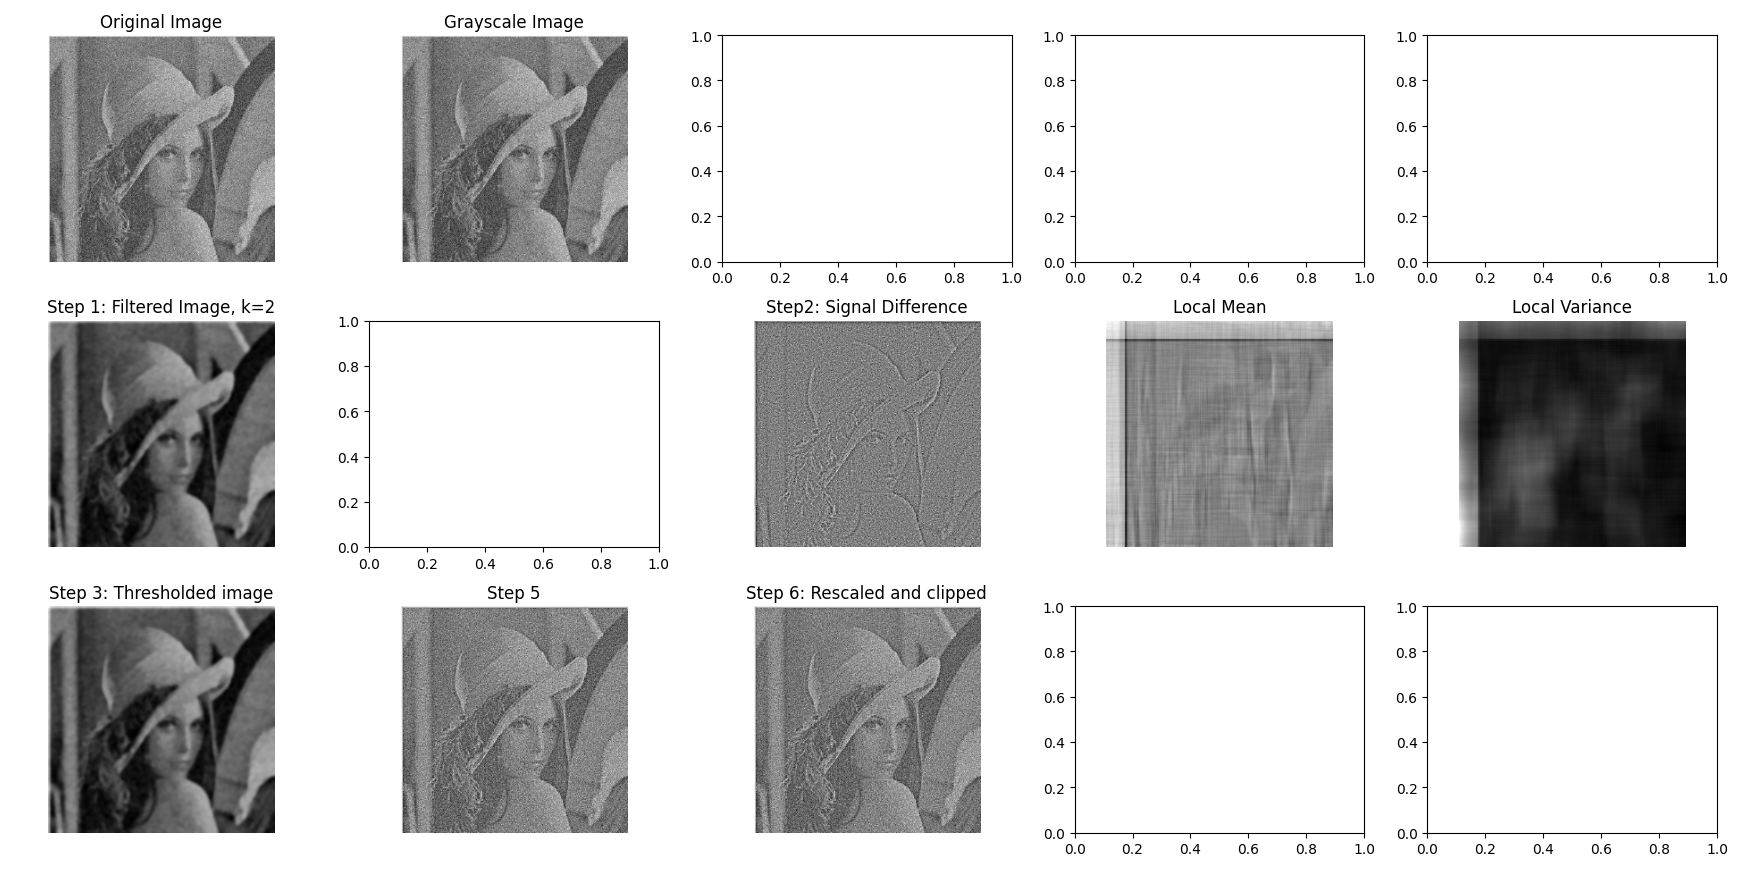 Original Image
Grayscale Image
1.0
0.8
0.6
0.4
0.2
0.0
0.0 0.2 0.4 0.6 0.8 1.0
1.0
0.8
0.6
0.4
0.2
0.0
0.0 0.2 0.4 0.6 0.8 1.0
1.0
0.8
0.6
0.4
0.2
0.0
0.0 0.2 0.4 0.6 0.8 1.0
Step 1: Filtered Image, k=2
1.0
0.8
0.6
0.4
0.2
0.0
0.0 0.2 0.4 0.6 0.8 1.0
Step2: Signal Difference
Local Mean
Local Variance
Step 3: Thresholded image
Step 5
Step 6: Rescaled and clipped
1.0
0.8
0.6
0.4
0.2
0.0
0.0 0.2 0.4 0.6 0.8 1.0
1.0
0.8
0.6
0.4
0.2
0.0
0.0 0.2 0.4 0.6 0.8 1.0